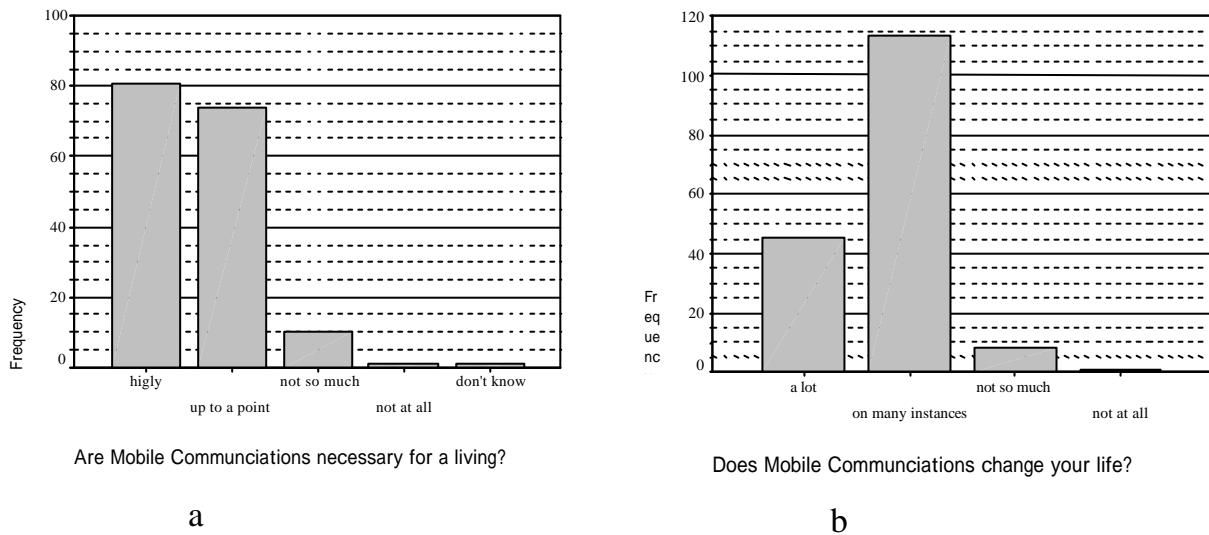 100
80
60
40
20
0
Frequency
higly
not so much
don't know
up to a point
not at all
Are Mobile Communciations necessary for a living?
a
120
100
80
60
40
20
0
Fr
eq
ue
nc
a lot
not so much
on many instances
not at all
Does Mobile Communciations change your life?
b